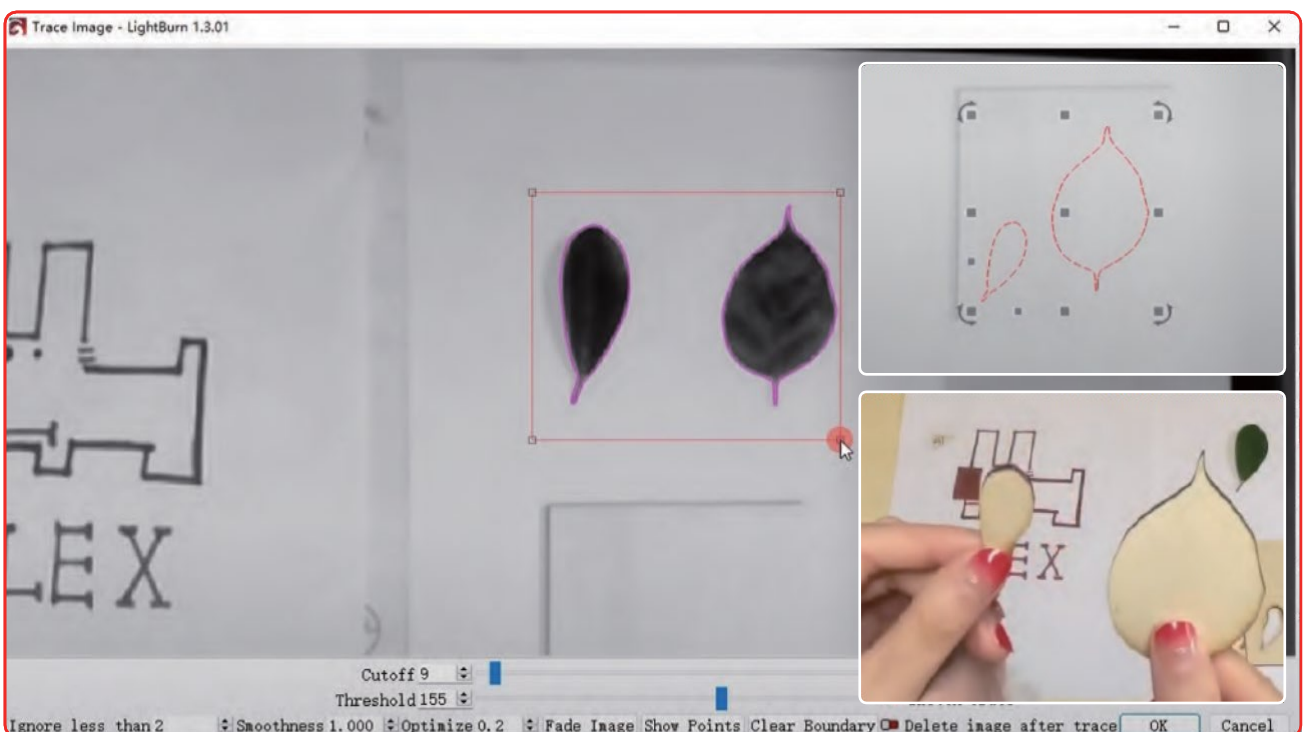 Trace Image - LightBurn 1.3.01
EX
EX
Cutoff 9
Threshold 155
Ignore less than 2 Smoothness 1.000 Optimize 0.2 Fade Image Show Points Clear Boundary Delete image after trace OK Cancel